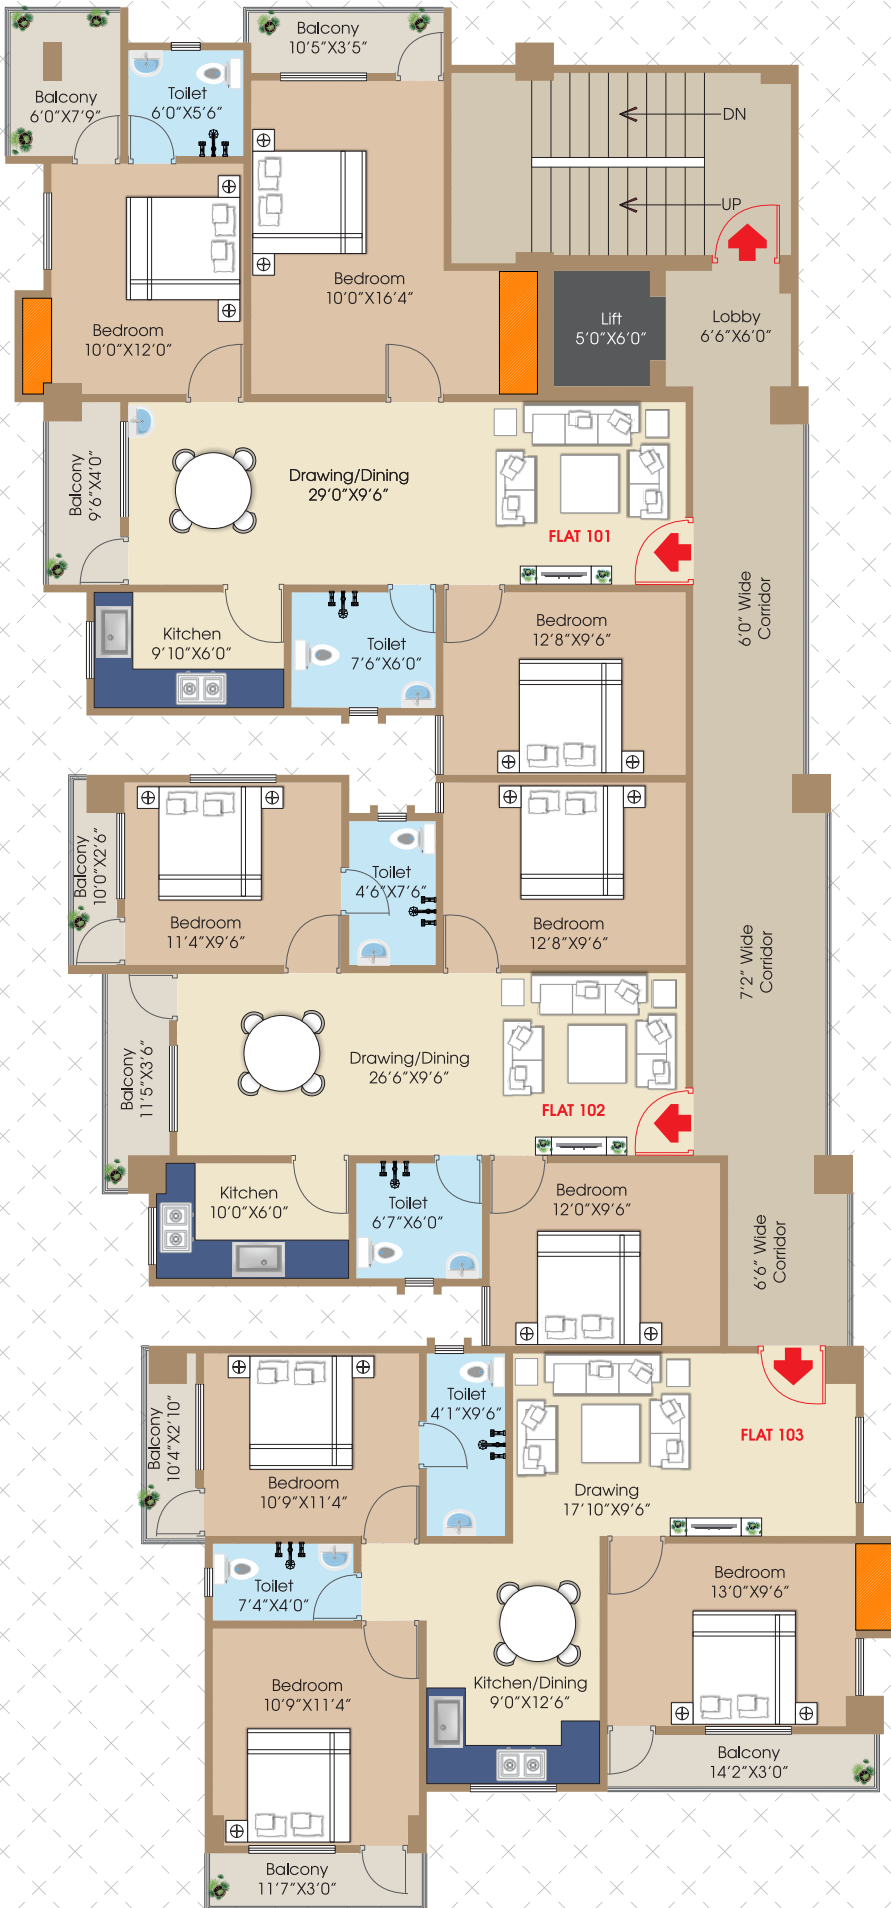 Balcony
10'5"X3'5"
Balcony
6'0"X7'9"
Toilet
6'0"X5'6"
DN
UP
Bedroom
10'0"X16'4"
Bedroom
10'0"X12'0"
Lift
5'0"X6'0"
Lobby
6'6"X6'0"
Balcony
9'6"X4'0"
Drawing/Dining
29'0"X9'6"
FLAT 101
6'0" Wide
Corridor
Kitchen
9'10"X6'0"
Toilet
7'6"X6'0"
Bedroom
12'8"X9'6"
Balcony
10'0"X2'6"
Bedroom
11'4"X9'6"
Toilet
4'6"X7'6"
Bedroom
12'8"X9'6"
7'2" Wide
Corridor
Balcony
11'5"X3'6"
Drawing/Dining
26'6"X9'6"
FLAT 102
Kitchen
10'0"X6'0"
Toilet
6'7"X6'0"
Bedroom
12'0"X9'6"
6'6" Wide
Corridor
Balcony
10'4"X2'10"
Bedroom
10'9"X11'4"
Toilet
4'1"X9'6"
FLAT 103
Drawing
17'10"X9'6"
Toilet
7'4"X4'0"
Bedroom
13'0"X9'6"
Bedroom
10'9"X11'4"
Kitchen/Dining
9'0"X12'6"
Balcony
14'2"X3'0"
Balcony
11'7"X3'0"